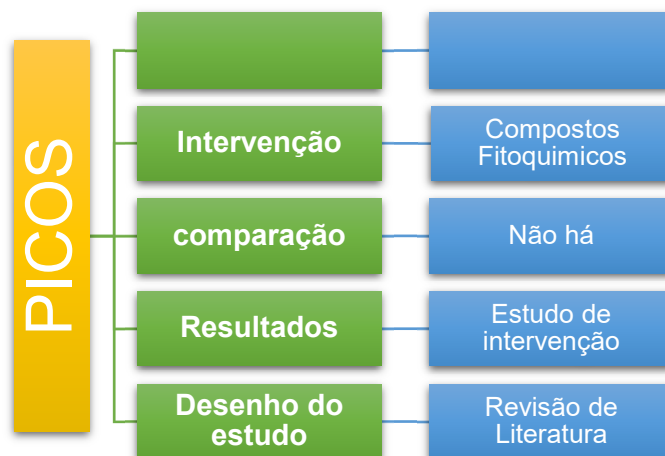 PICOS
Intervenção
Compostos
Fitoquimicos
comparação
Não há
Resultados
Estudo de
intervenção
Desenho do
estudo
Revisão de
Literatura